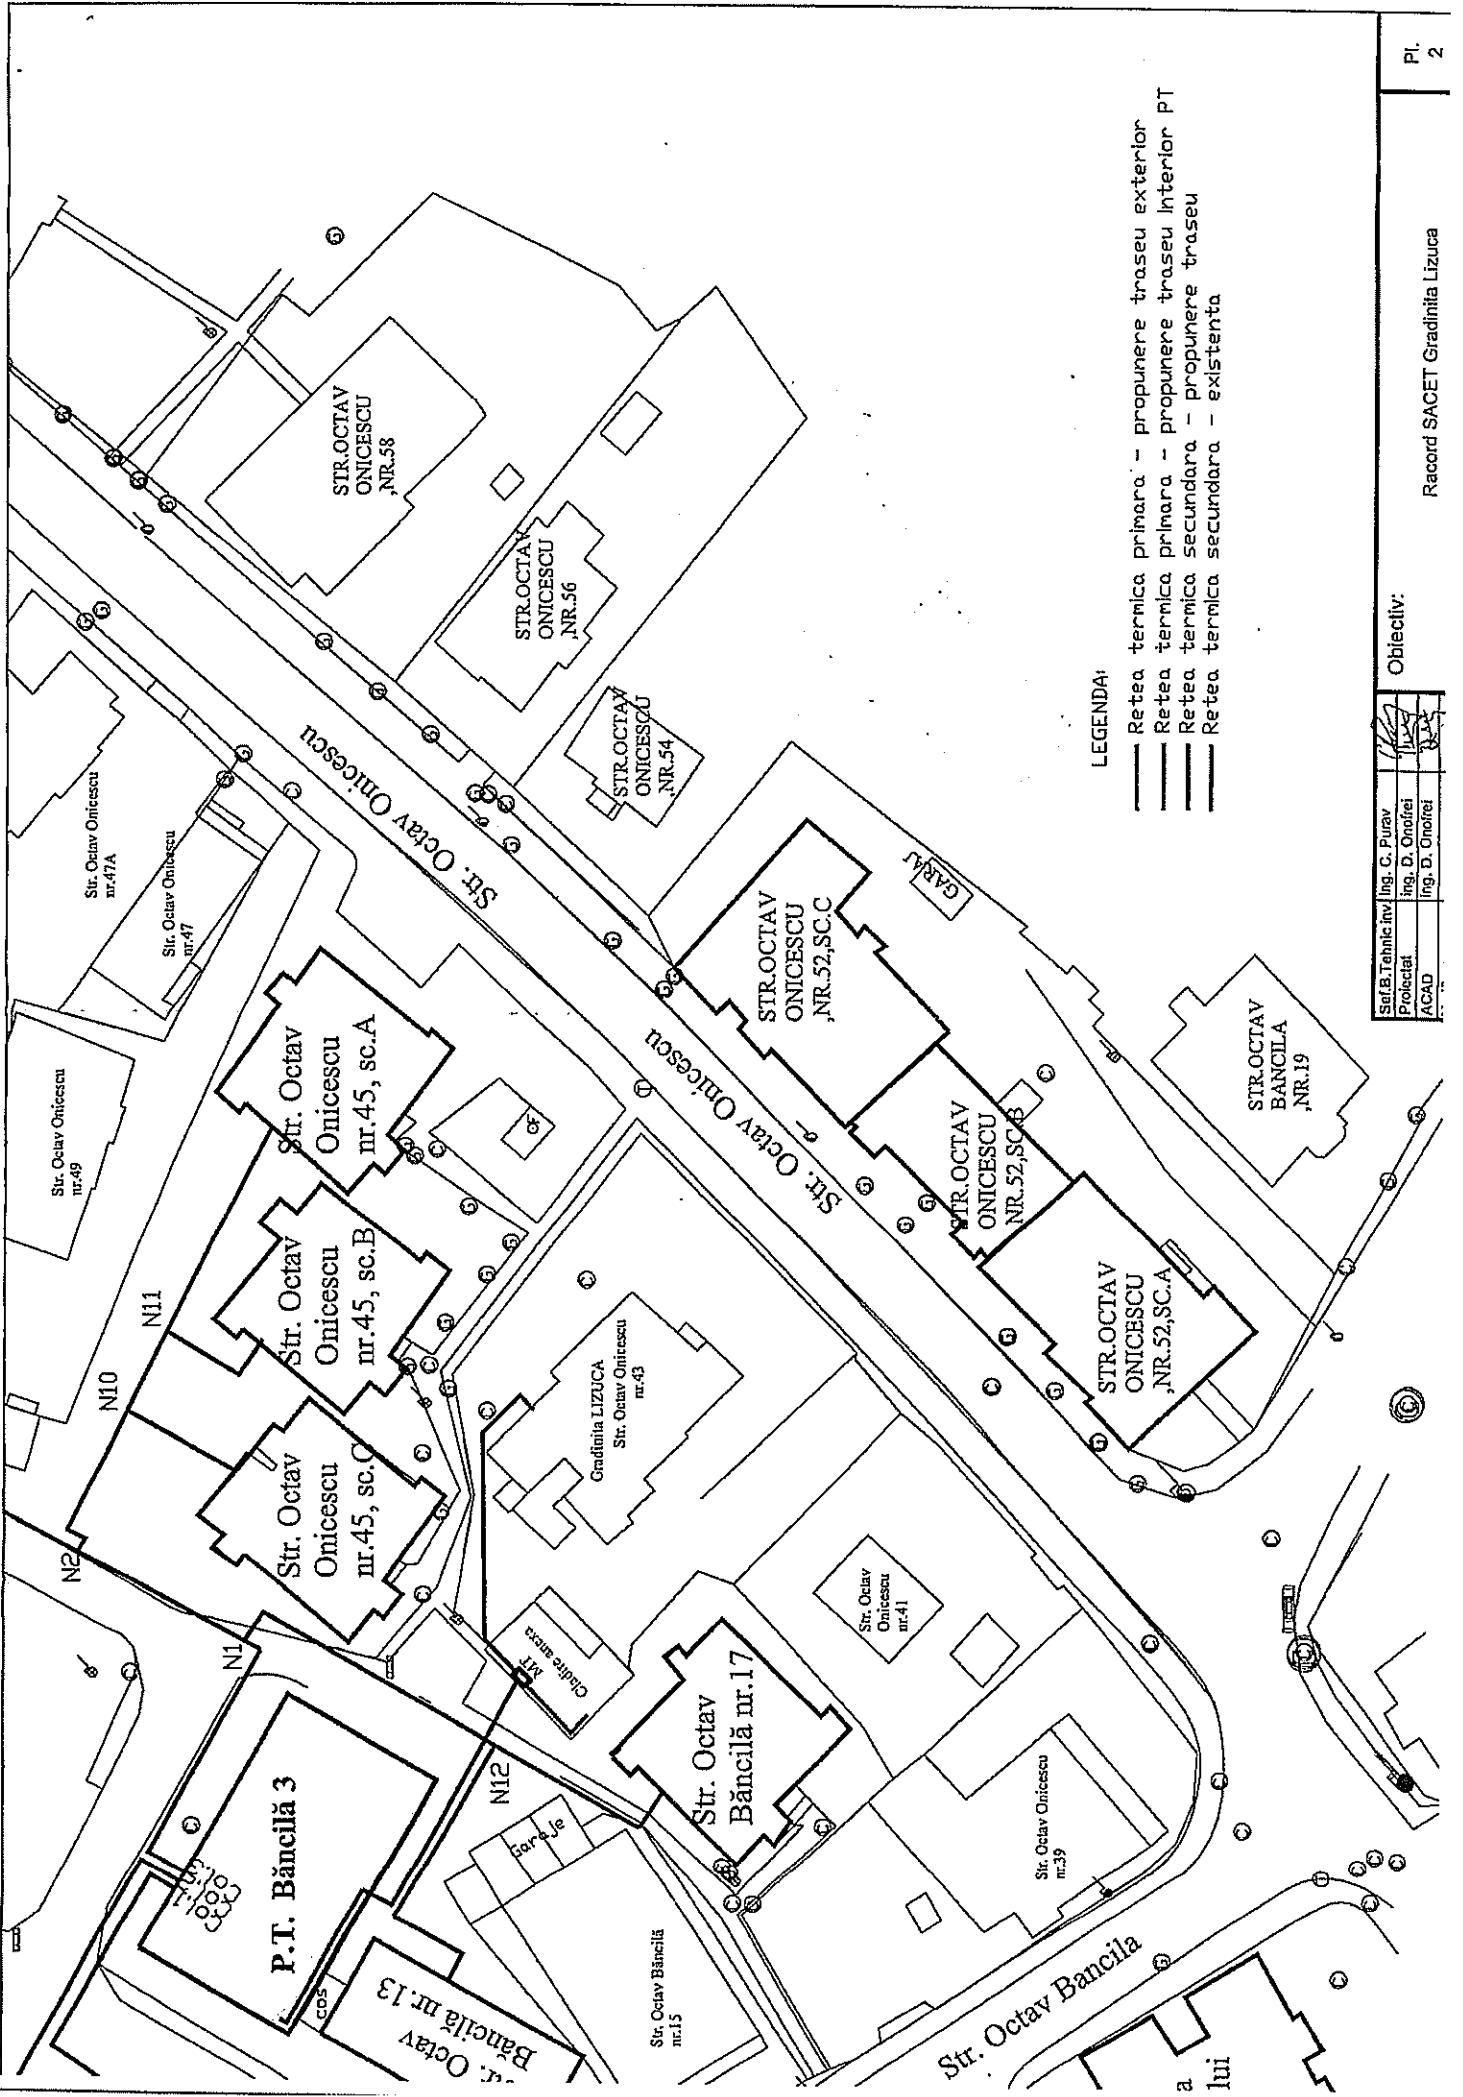 STR.OCTAV
ONICESCU
,NR.58
STR.OCTAV
ONICESCU
,NR.56
STR.OCTAV
ONICESCU
,NR.54
Str. Octav Onicescu
nr.47A
Str. Octav Onicescu
nr.47
Str. Octav Onicescu
nr.49
Str. Octav Onicescu
Str. Octav Onicescu
Str. Octav
Onicescu
nr.45, sc.A
Str. Octav
Onicescu
nr.45, sc.B
Str. Octav
Onicescu
nr.45, sc.C
N11
N10
N2
N1
N12
STR.OCTAV
ONICESCU
,NR.52,SC.C
STR.OCTAV
ONICESCU
NR.52,SC.B
STR.OCTAV
ONICESCU
,NR.52,SC.A
GARAJ
STR.OCTAV
BANCILA
,NR.19
Gradinita LIZUCA
Str. Octav Onicescu
nr.43
Cladire anexa
MT
Str. Octav
Onicescu
nr.41
Str. Octav
Băncilă nr.17
Str. Octav Onicescu
nr.39
P.T. Băncilă 3
cos
Garaje
Str. Octav Băncilă
nr.15
Str. Octav
Băncilă nr.13
Str. Octav Bancila
a
lui
LEGENDA:
Retea termica primara - propunere traseu exterior
Retea termica primara - propunere traseu interior PT
Retea termica secundara - propunere traseu
Retea termica secundara - existenta
Sef.B.Tehnic inv. Ing. C. Purav
Proiectat ing. D. Onofrei
ACAD ing. D. Onofrei
Obiectiv:
Racord SACET Gradinita Lizuca
Pl.
2